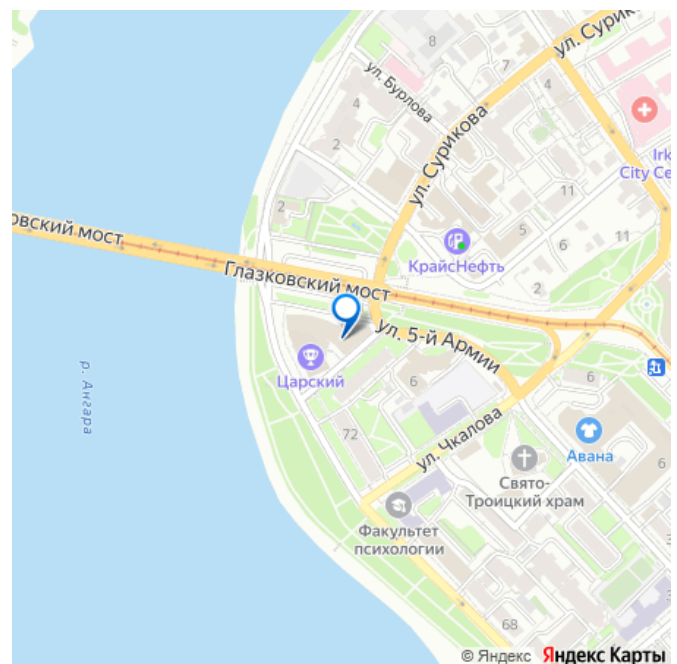 8
ул. Сурикова
ул. Бурлова
4
4
7
2
Irk
City Ce
ул. Сурикова
11
2
5
6
11
овский мост
КрайсНефть
Глазковский мост
2
ул. 5-й Армии
р. Ангара
Царский
6
6
72
ул. Чкалова
Авана
6
Свято-
Троицкий храм
Факультет
психологии
68
© Яндекс Яндекс Карты